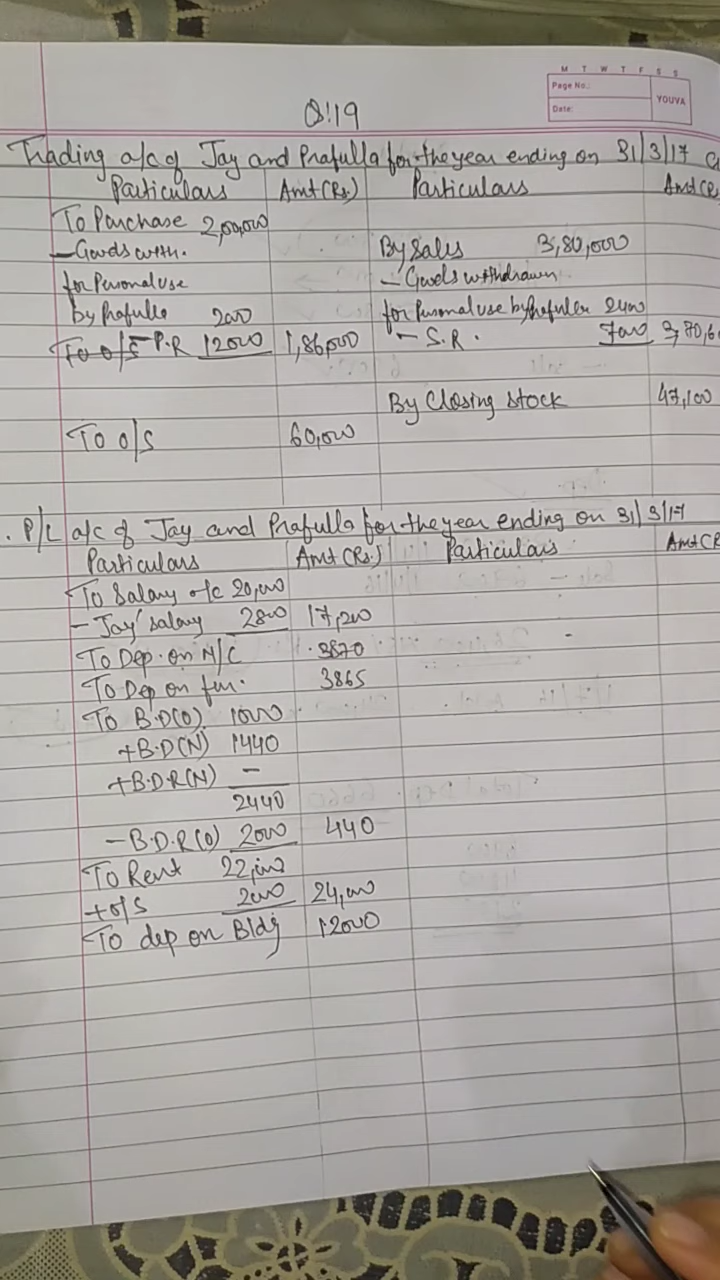 M T W T F S S
Page No.:
YOUVA
Date:
Q:19
Trading a/c of Jay and Prafulla for the year ending on 31/3/17
Particulars Amt(Rs.) Particulars
To Purchase 2,00,000
- Goods with. By Sales 3,80,000
for Personal Use - Goods withdrawn
by Prafulla 2000 for Personal use by 2400
To O/S - P.R 12000 1,86,000 - S.R. 7000 3,70,6
By Closing Stock 47,100
To O/S 60,000
P/L a/c of Jay and Prafulla for the year ending on 31/3/17
Particulars Amt(Rs.) Particulars Amt(R
To Salary a/c 20,000
- Jay' salary 2800 17,200
To Dep. on M/C 3870
To Dep on fur. 3865
To B.D(O) 1000
+B.D(N) 1440
+B.D.R(N) -
2440
- B.D.R(O) 2000 440
To Rent 22,000
+o/s 2000 24,000
To dep on Bldg 12000